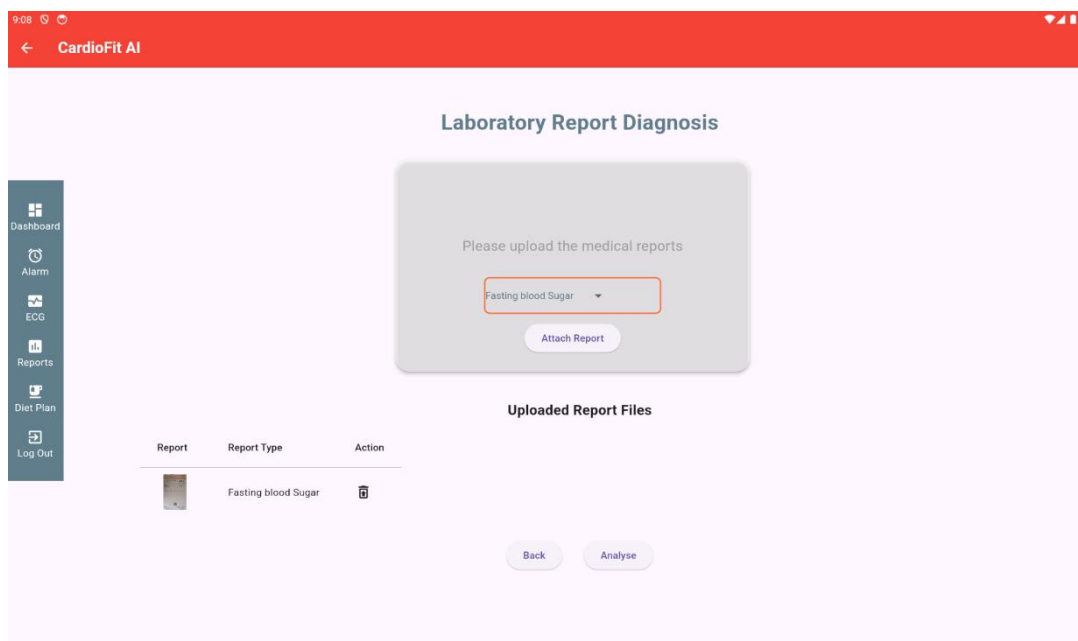 9:08
CardioFit AI
Laboratory Report Diagnosis
Please upload the medical reports
Fasting blood Sugar
Attach Report
Dashboard
Alarm
ECG
Reports
Diet Plan
Log Out
Uploaded Report Files
Report Report Type Action
Fasting blood Sugar
Back Analyse